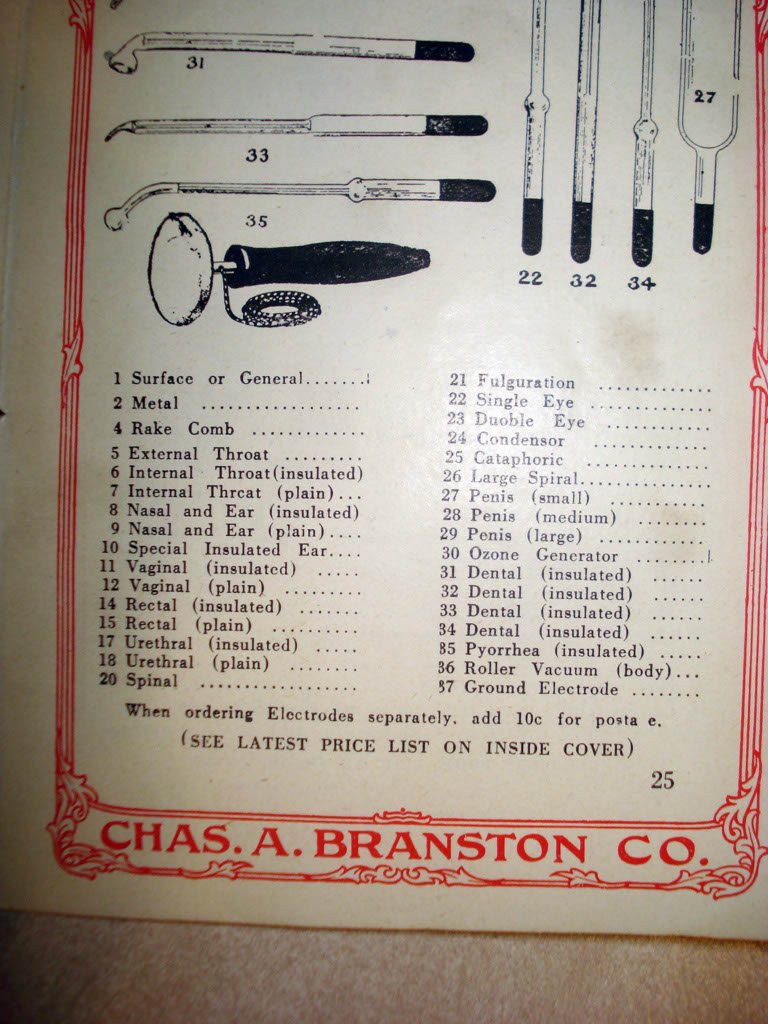 31
27
33
35
22 32 34
1 Surface or General.......
2 Metal ..................
4 Rake Comb .............
5 External Throat .........
6 Internal Throat(insulated)
7 Internal Thrcat (plain)...
8 Nasal and Ear (insulated)
9 Nasal and Ear (plain)....
10 Special Insulated Ear....
11 Vaginal (insulated) .....
12 Vaginal (plain) .........
14 Rectal (insulated) .......
15 Rectal (plain) ..........
17 Urethral (insulated) .....
18 Urethral (plain) ........
20 Spinal ..................
21 Fulguration .............
22 Single Eye ..............
23 Duoble Eye ............
24 Condensor .............
25 Cataphoric .............
26 Large Spiral..............
27 Penis (small) ...........
28 Penis (medium) ........
29 Penis (large) ............
30 Ozone Generator ........
31 Dental (insulated) ......
32 Dental (insulated) ......
33 Dental (insulated) ......
34 Dental (insulated) ......
35 Pyorrhea (insulated) .....
36 Roller Vacuum (body)...
37 Ground Electrode ........
When ordering Electrodes separately. add 10c for posta e.
(SEE LATEST PRICE LIST ON INSIDE COVER)
25
CHAS. A. BRANSTON CO.